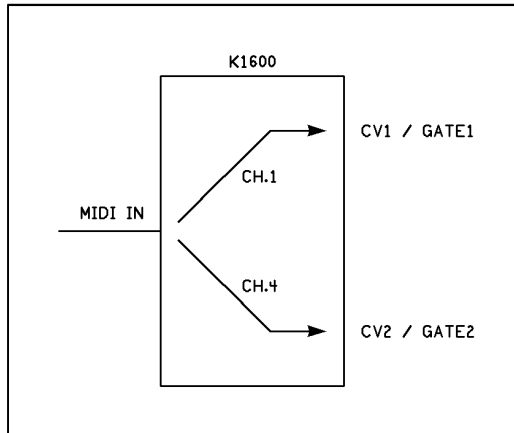 K1600
CV1 / GATE1
CH.1
MIDI IN
CH.4
CV2 / GATE2